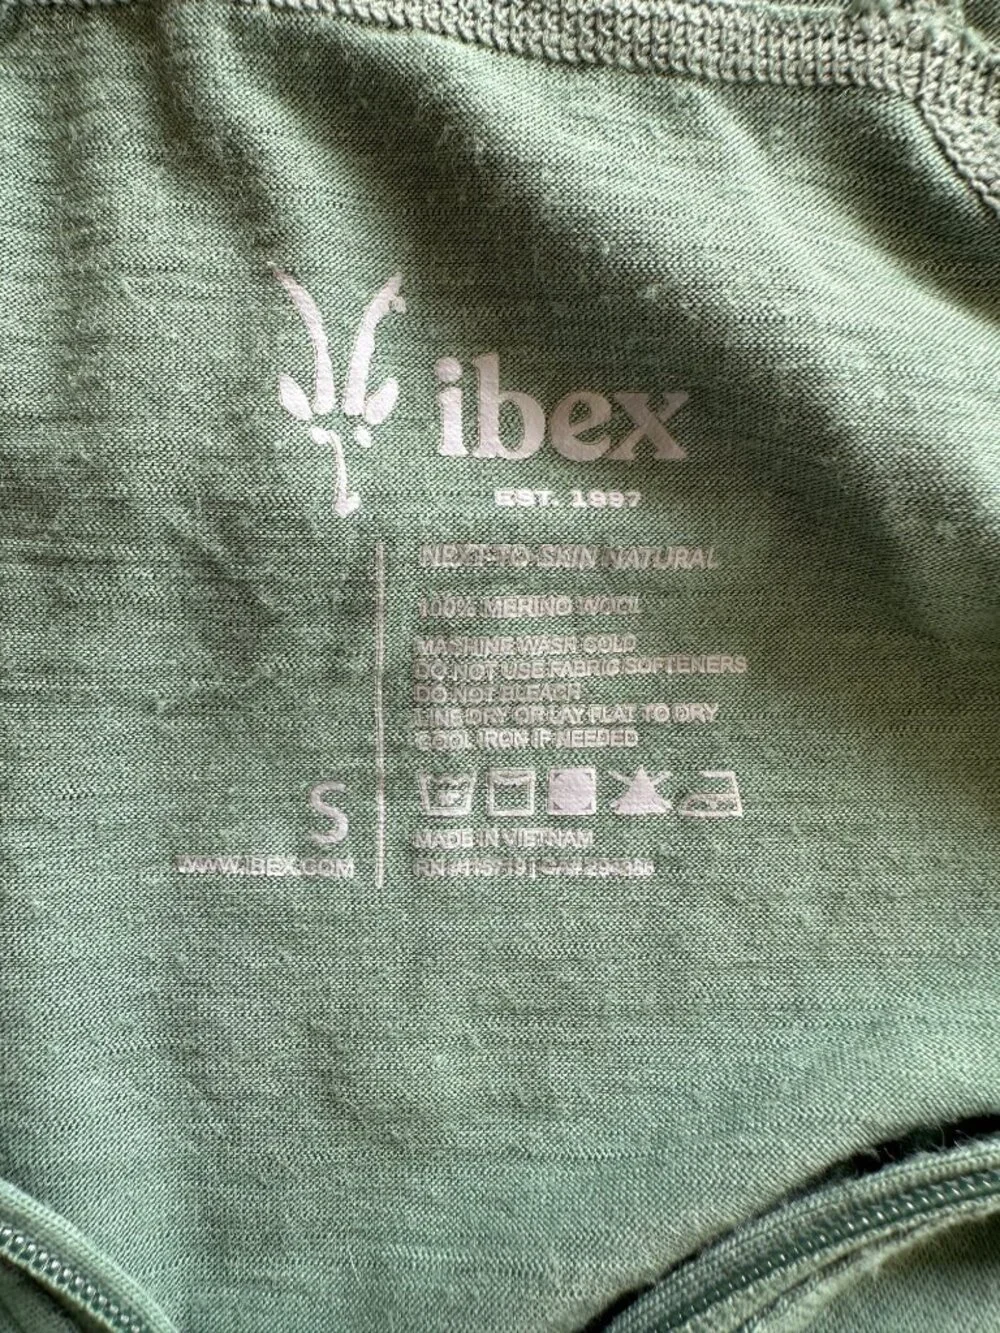 ibex
EST. 1997
NEXT-TO-SKIN NATURAL
100% MERINO WOOL
MACHINE WASH COLD
DO NOT USE FABRIC SOFTENERS
DO NOT BLEACH
LINE DRY OR LAY FLAT TO DRY
COOL IRON IF NEEDED
S
WWW.IBEX.COM
MADE IN VIETNAM
RN #115719 |